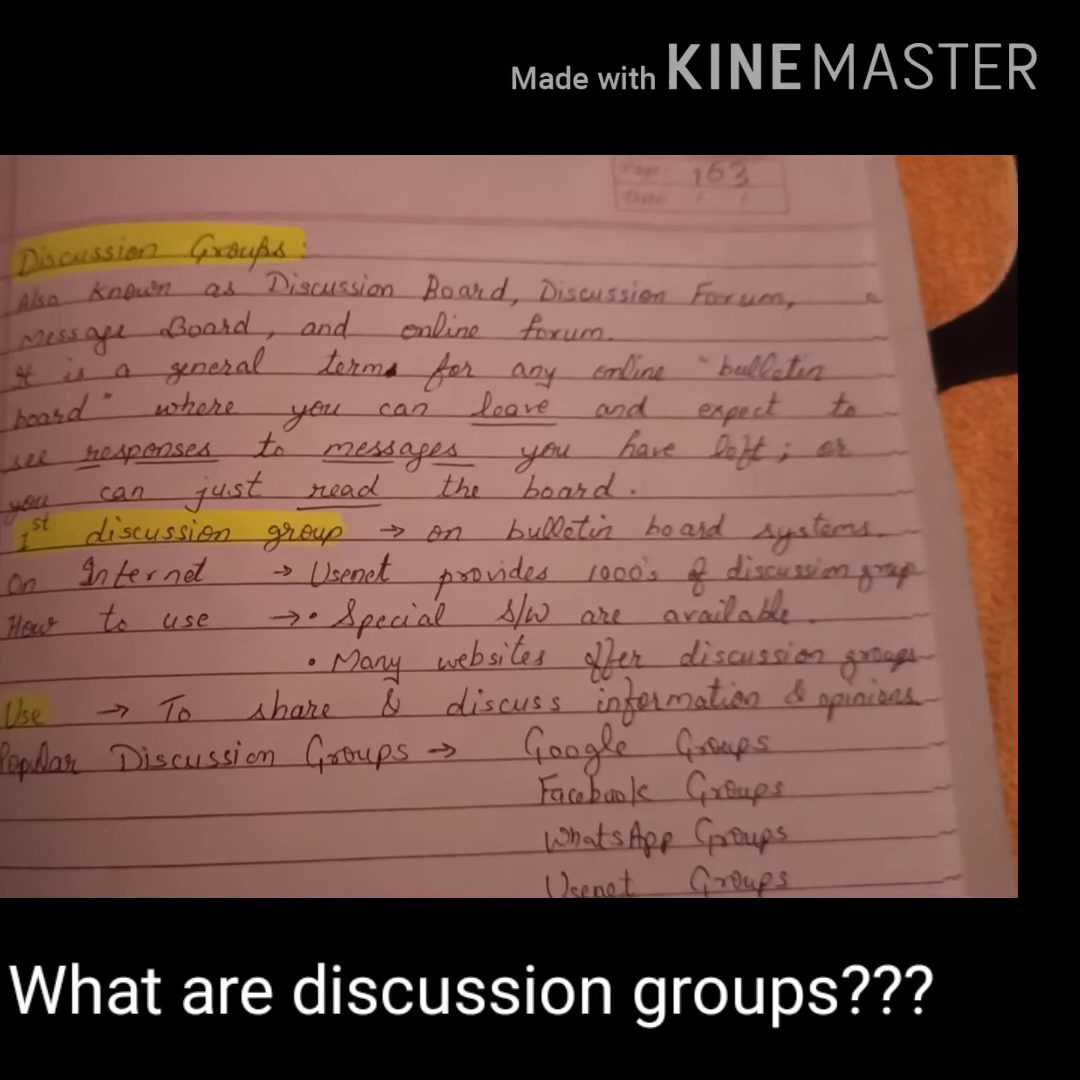 Made with KINEMASTER
Page: 153
Date: / /
Discussion Groups:
Also known as Discussion Board, Discussion Forum,
Message Board, and online forum.
It is a general term for any online "bulletin
board" where you can leave and expect to
see responses to messages you have left; or
you can just read the board.
1st discussion group → on bulletin board systems.
On Internet → Usenet provides 1000's of discussion group
How to use → • Special S/W are available.
• Many websites offer discussion groups
Use → To share & discuss information & opinions.
Popular Discussion Groups → Google Groups
Facebook Groups
WhatsApp Groups
Usenet Groups
What are discussion groups???